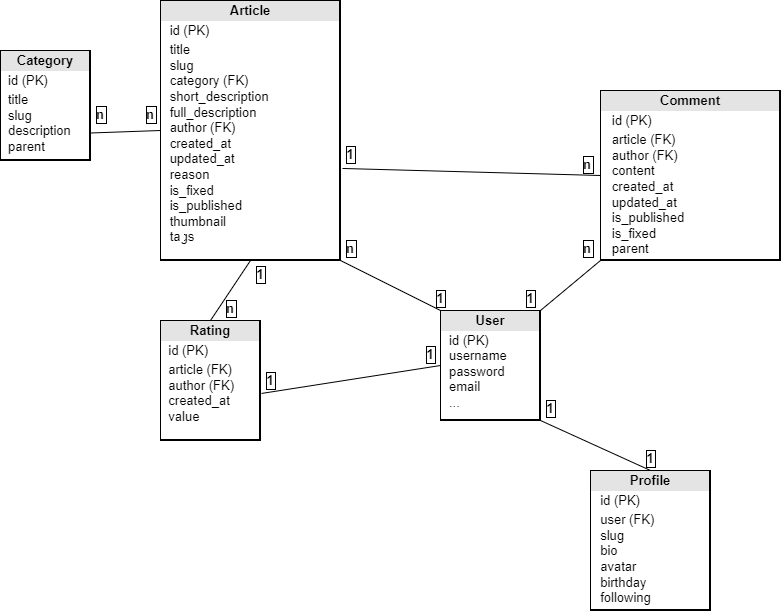 Article
id (PK)
title
slug
category (FK)
short_description
full_description
author (FK)
created_at
updated_at
reason
is_fixed
is_published
thumbnail
tags
Category
id (PK)
title
slug
description
parent
n
n
Comment
id (PK)
article (FK)
author (FK)
content
created_at
updated_at
is_published
is_fixed
parent
1
n
n
n
1
n
1
1
Rating
id (PK)
article (FK)
author (FK)
created_at
value
1
1
User
id (PK)
username
password
email
...
1
1
Profile
id (PK)
user (FK)
slug
bio
avatar
birthday
following